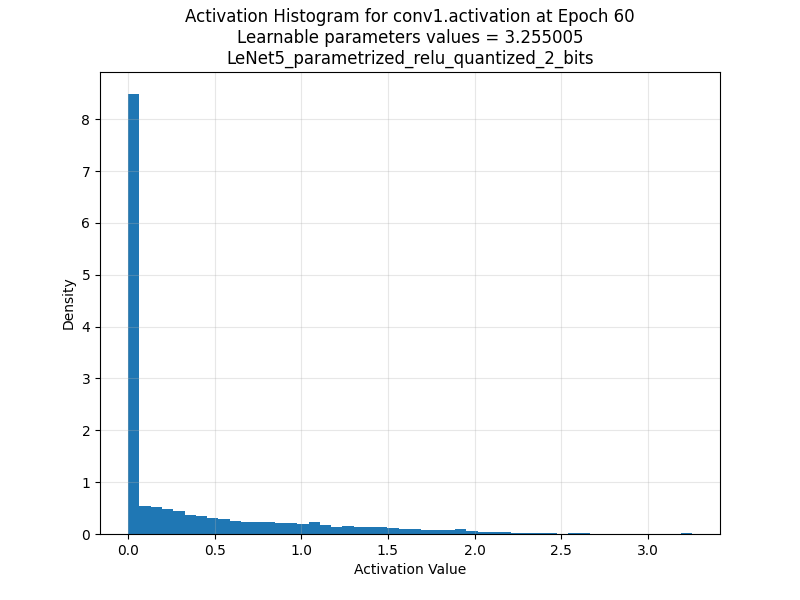 Activation Histogram for conv1.activation at Epoch 60
Learnable parameters values = 3.255005
LeNet5_parametrized_relu_quantized_2_bits
8
7
6
5
4
3
2
1
0
Density
0.0 0.5 1.0 1.5 2.0 2.5 3.0
Activation Value